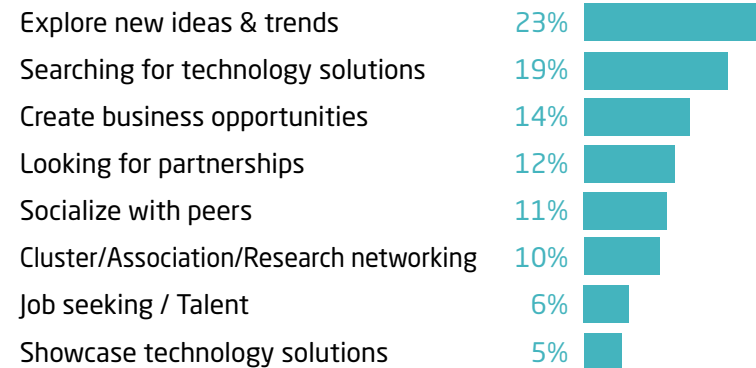 Explore new ideas & trends 23%
Searching for technology solutions 19%
Create business opportunities 14%
Looking for partnerships 12%
Socialize with peers 11%
Cluster/Association/Research networking 10%
Job seeking / Talent 6%
Showcase technology solutions 5%